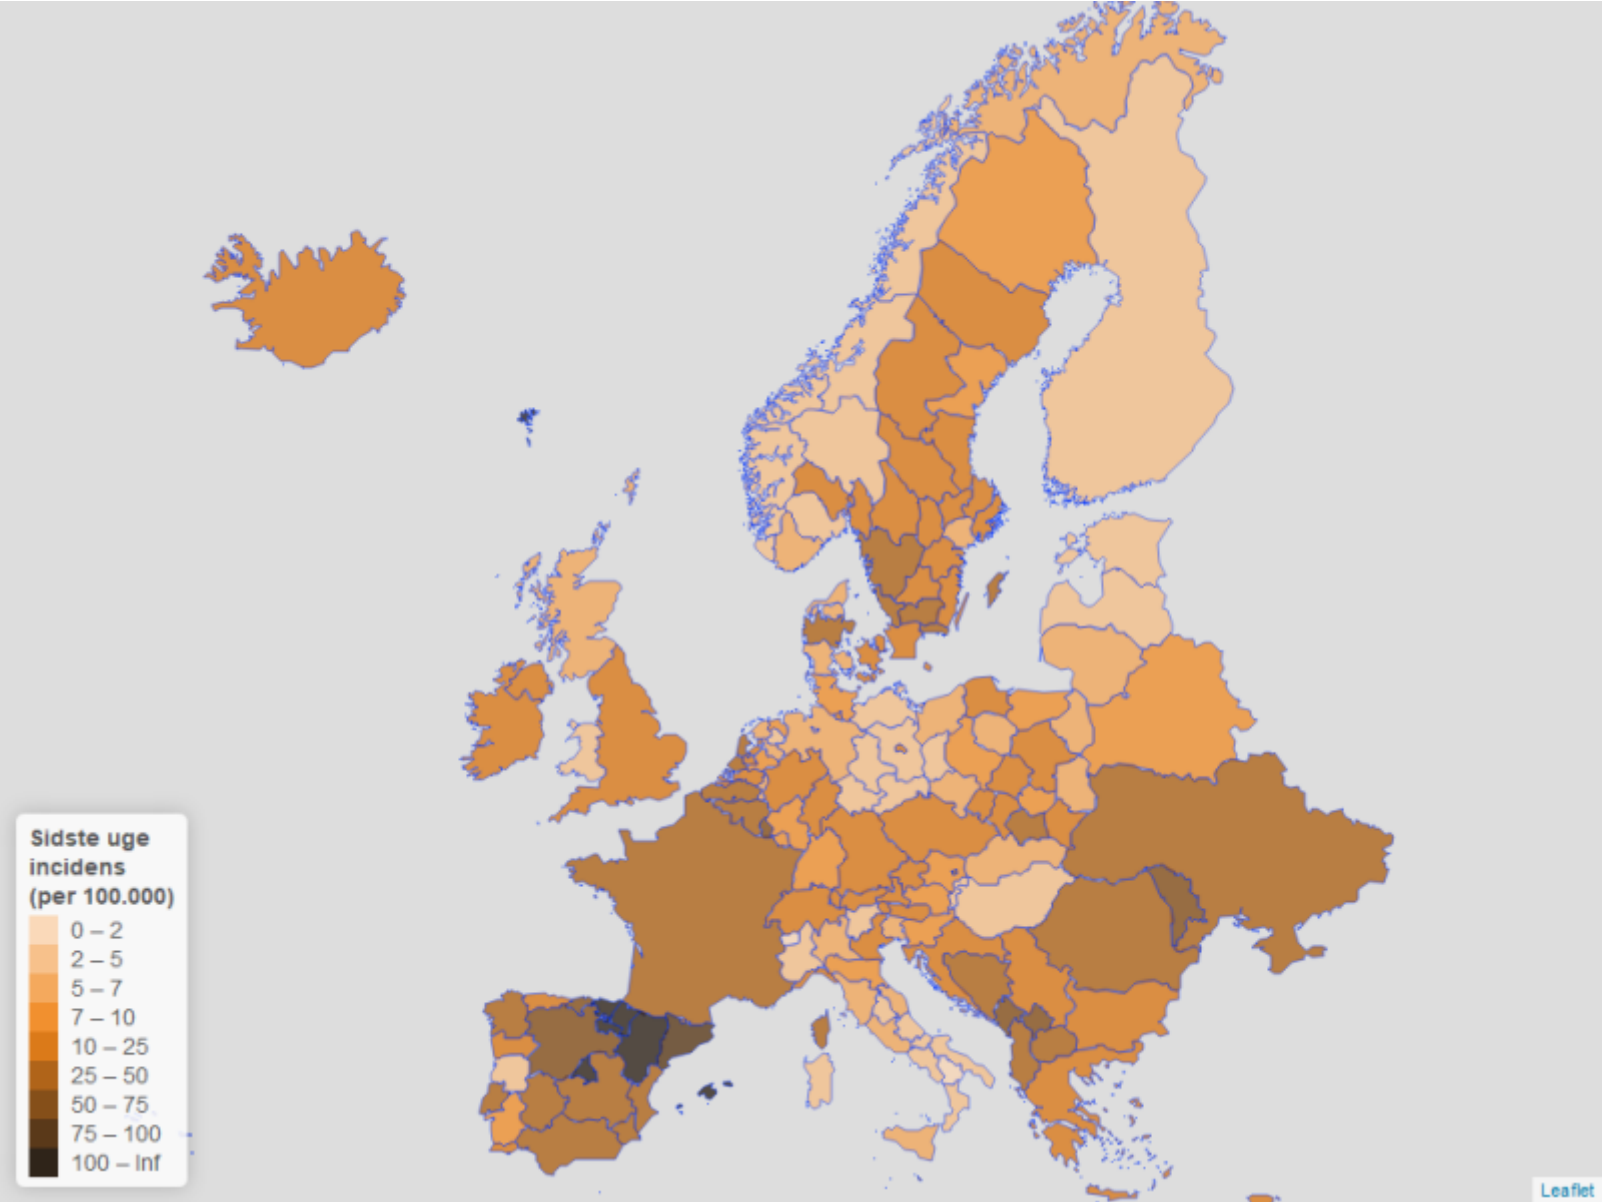 Sidste uge
incidens
(per 100.000)
0 – 2
2 – 5
5 – 7
7 – 10
10 – 25
25 – 50
50 – 75
75 – 100
100 – Inf
Leaflet